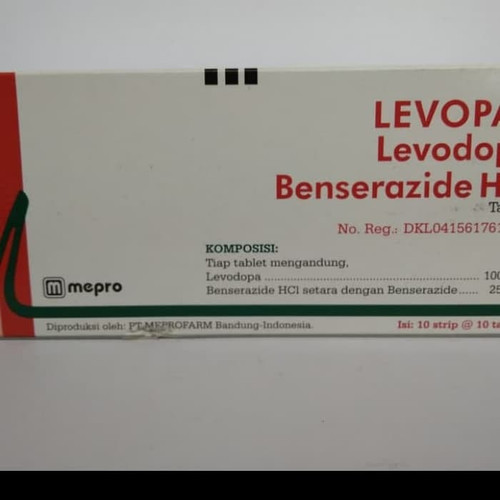 LEVOPA
Levodop
Benserazide H
Ta
No. Reg.: DKL041561761
KOMPOSISI:
Tiap tablet mengandung,
Levodopa ........................................................ 100
Benserazide HCl setara dengan Benserazide...... 25
mepro
Diproduksi oleh: PT MEPROFARM Bandung-Indonesia.
Isi: 10 strip @ 10 ta